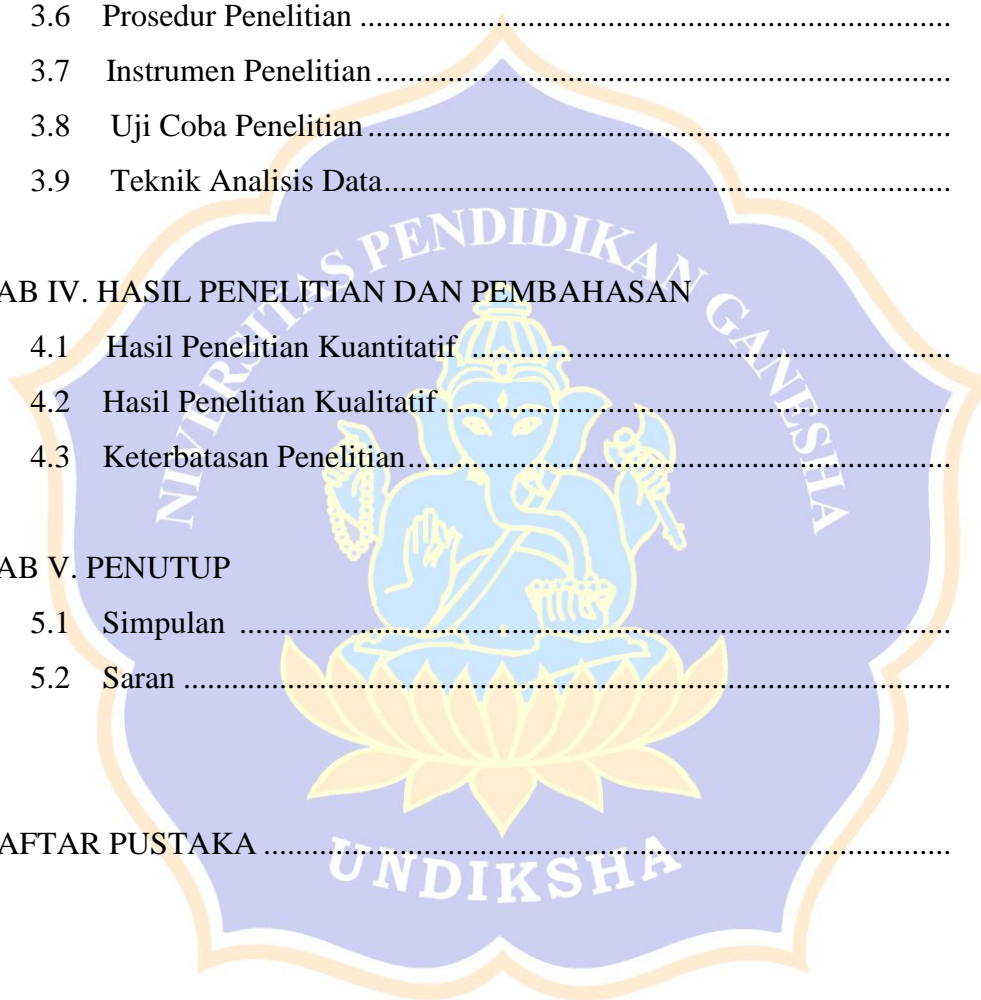 3.6 Prosedur Penelitian ..........................................................................
3.7 Instrumen Penelitian ........................................................................
3.8 Uji Coba Penelitian .........................................................................
3.9 Teknik Analisis Data.......................................................................
AB IV. HASIL PENELITIAN DAN PEMBAHASAN
4.1 Hasil Penelitian Kuantitatif ............................................................
4.2 Hasil Penelitian Kualitatif ................................................................
4.3 Keterbatasan Penelitian....................................................................
AB V. PENUTUP
5.1 Simpulan .........................................................................................
5.2 Saran ................................................................................................
AFTAR PUSTAKA ......................................................................................
NIVERSITAS PENDIDIKAN GANESHA
UNDIKSHA